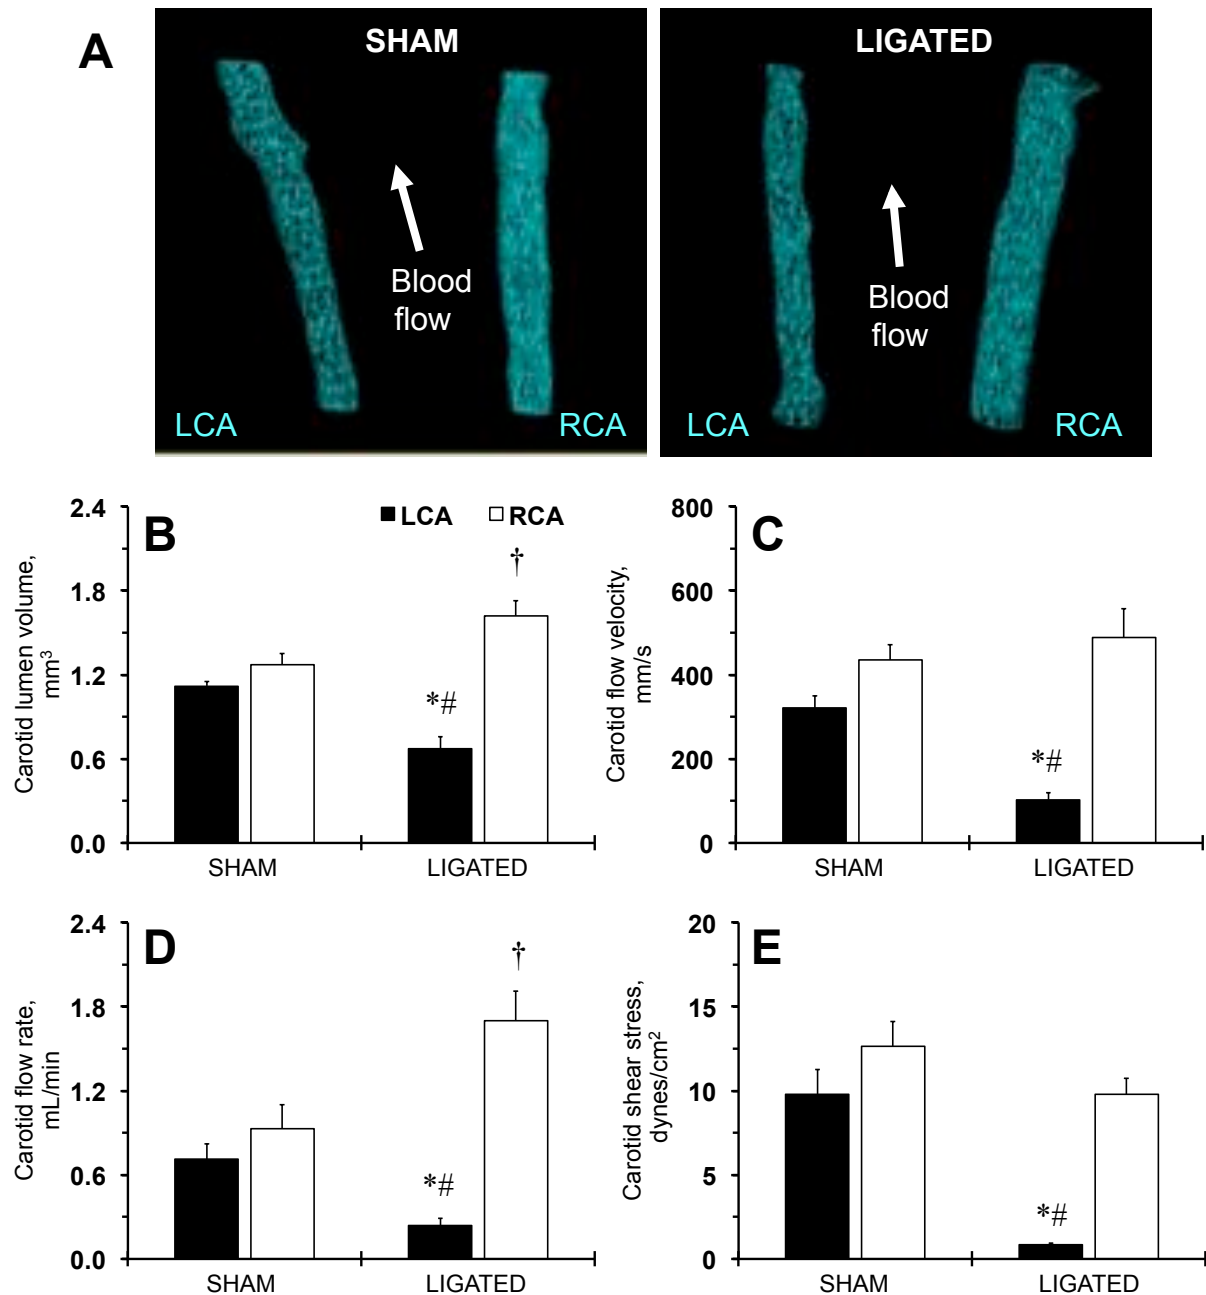 A
SHAM
LIGATED
Blood
flow
Blood
flow
LCA
RCA
LCA
RCA
B
LCA
RCA
Carotid lumen volume,
mm³
2.4
1.8
1.2
0.6
0.0
*#
†
SHAM
LIGATED
C
Carotid flow velocity,
mm/s
800
600
400
200
0
*#
SHAM
LIGATED
D
Carotid flow rate,
mL/min
2.4
1.8
1.2
0.6
0.0
*#
†
SHAM
LIGATED
E
Carotid shear stress,
dynes/cm²
20
15
10
5
0
*#
SHAM
LIGATED